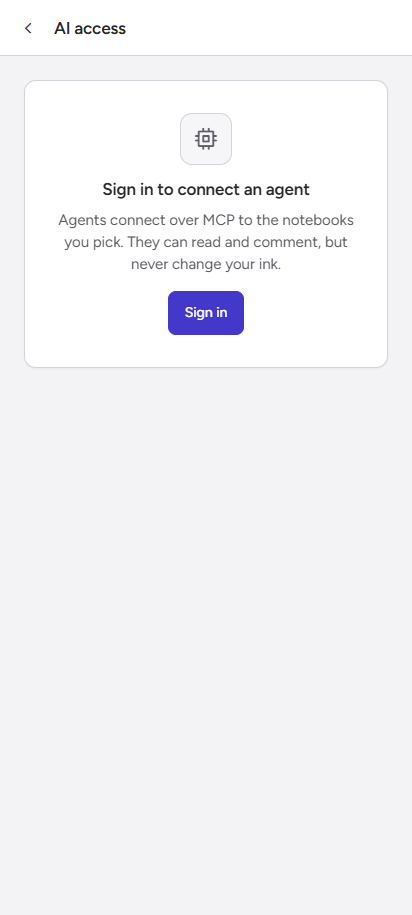 AI access
Sign in to connect an agent
Agents connect over MCP to the notebooks
you pick. They can read and comment, but
never change your ink.
Sign in